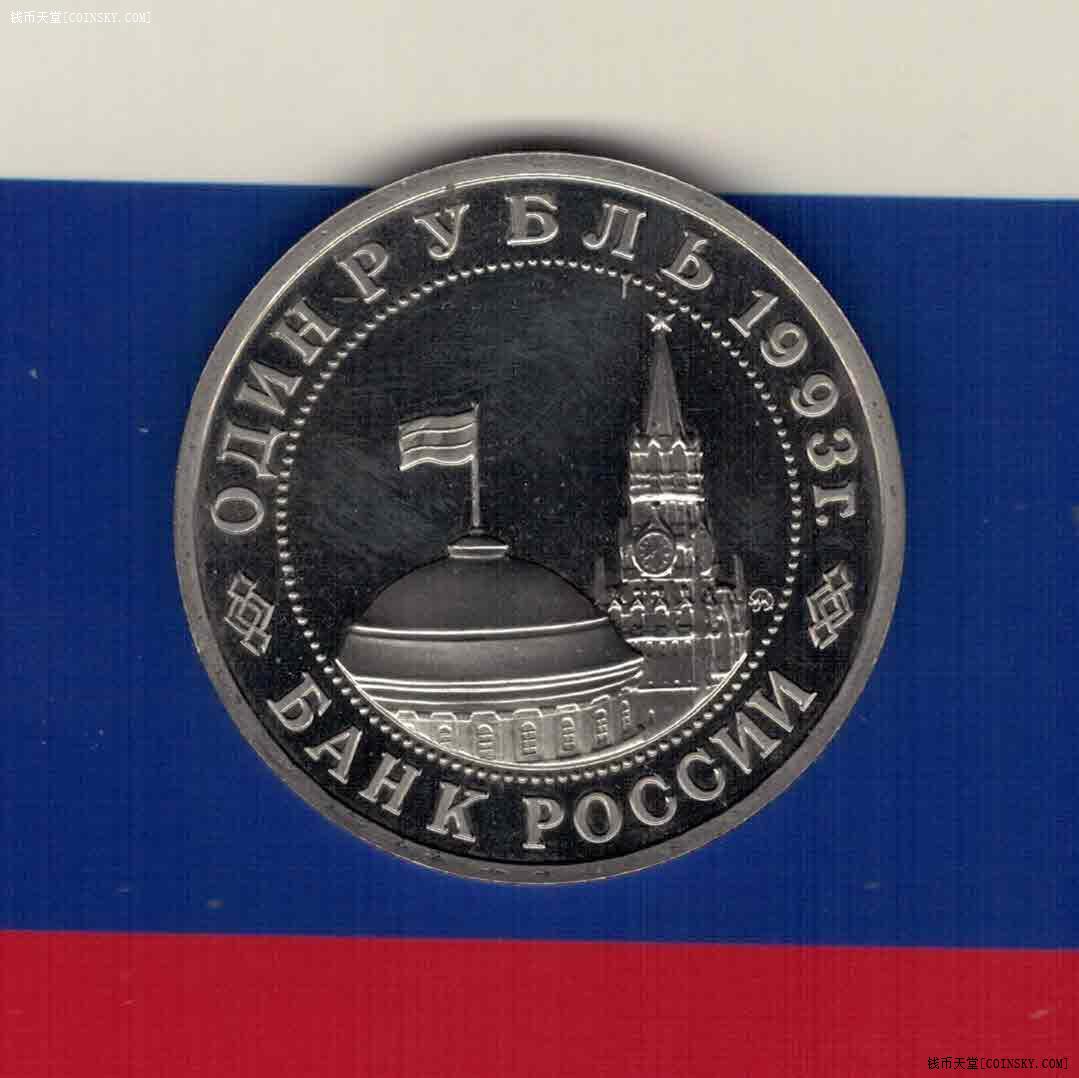 钱币天堂[COINSKY.COM]
ОДИН РУБЛЬ 1993г.
БАНК РОССИИ
钱币天堂[COINSKY.COM]